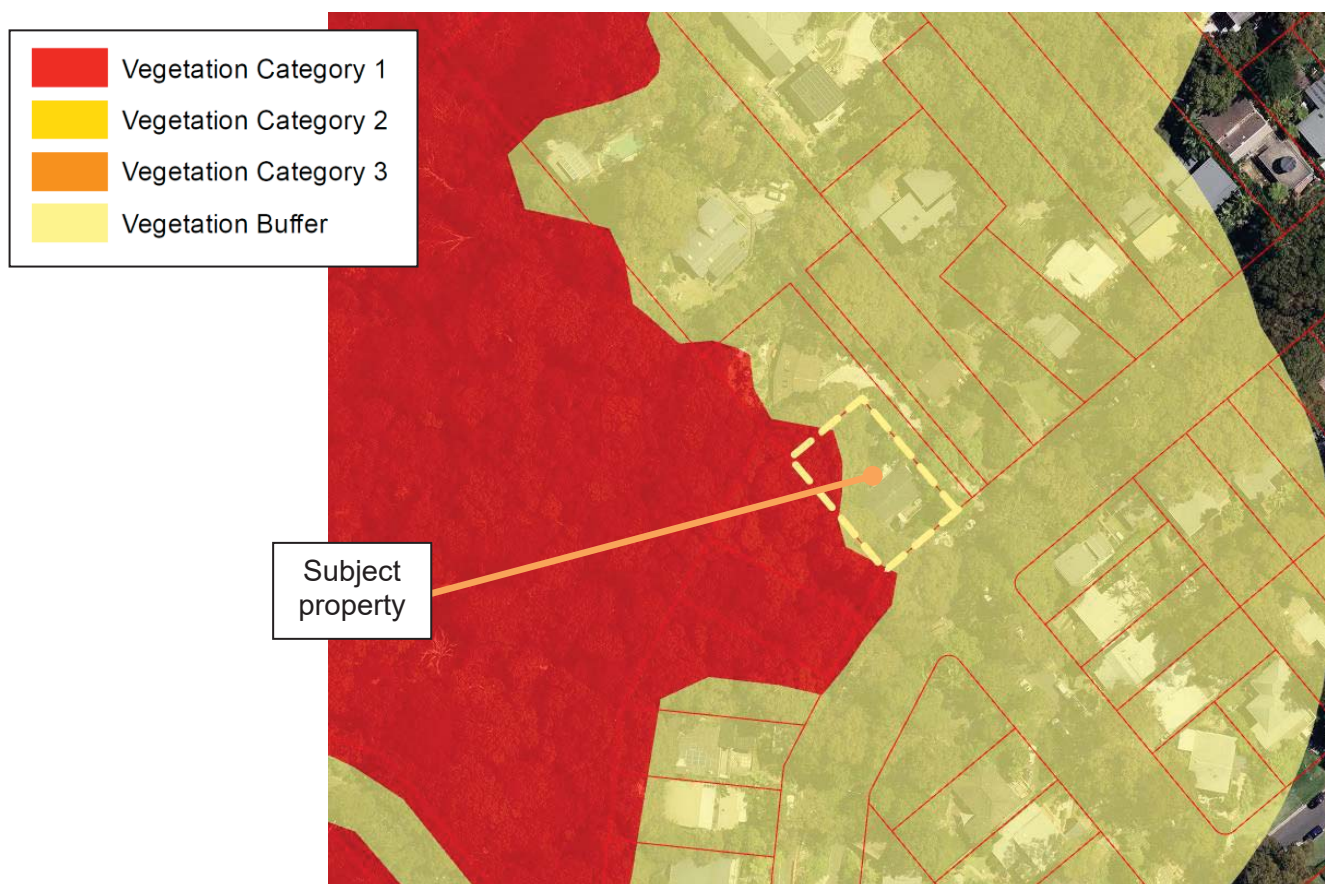 Vegetation Category 1
Vegetation Category 2
Vegetation Category 3
Vegetation Buffer
Subject
property